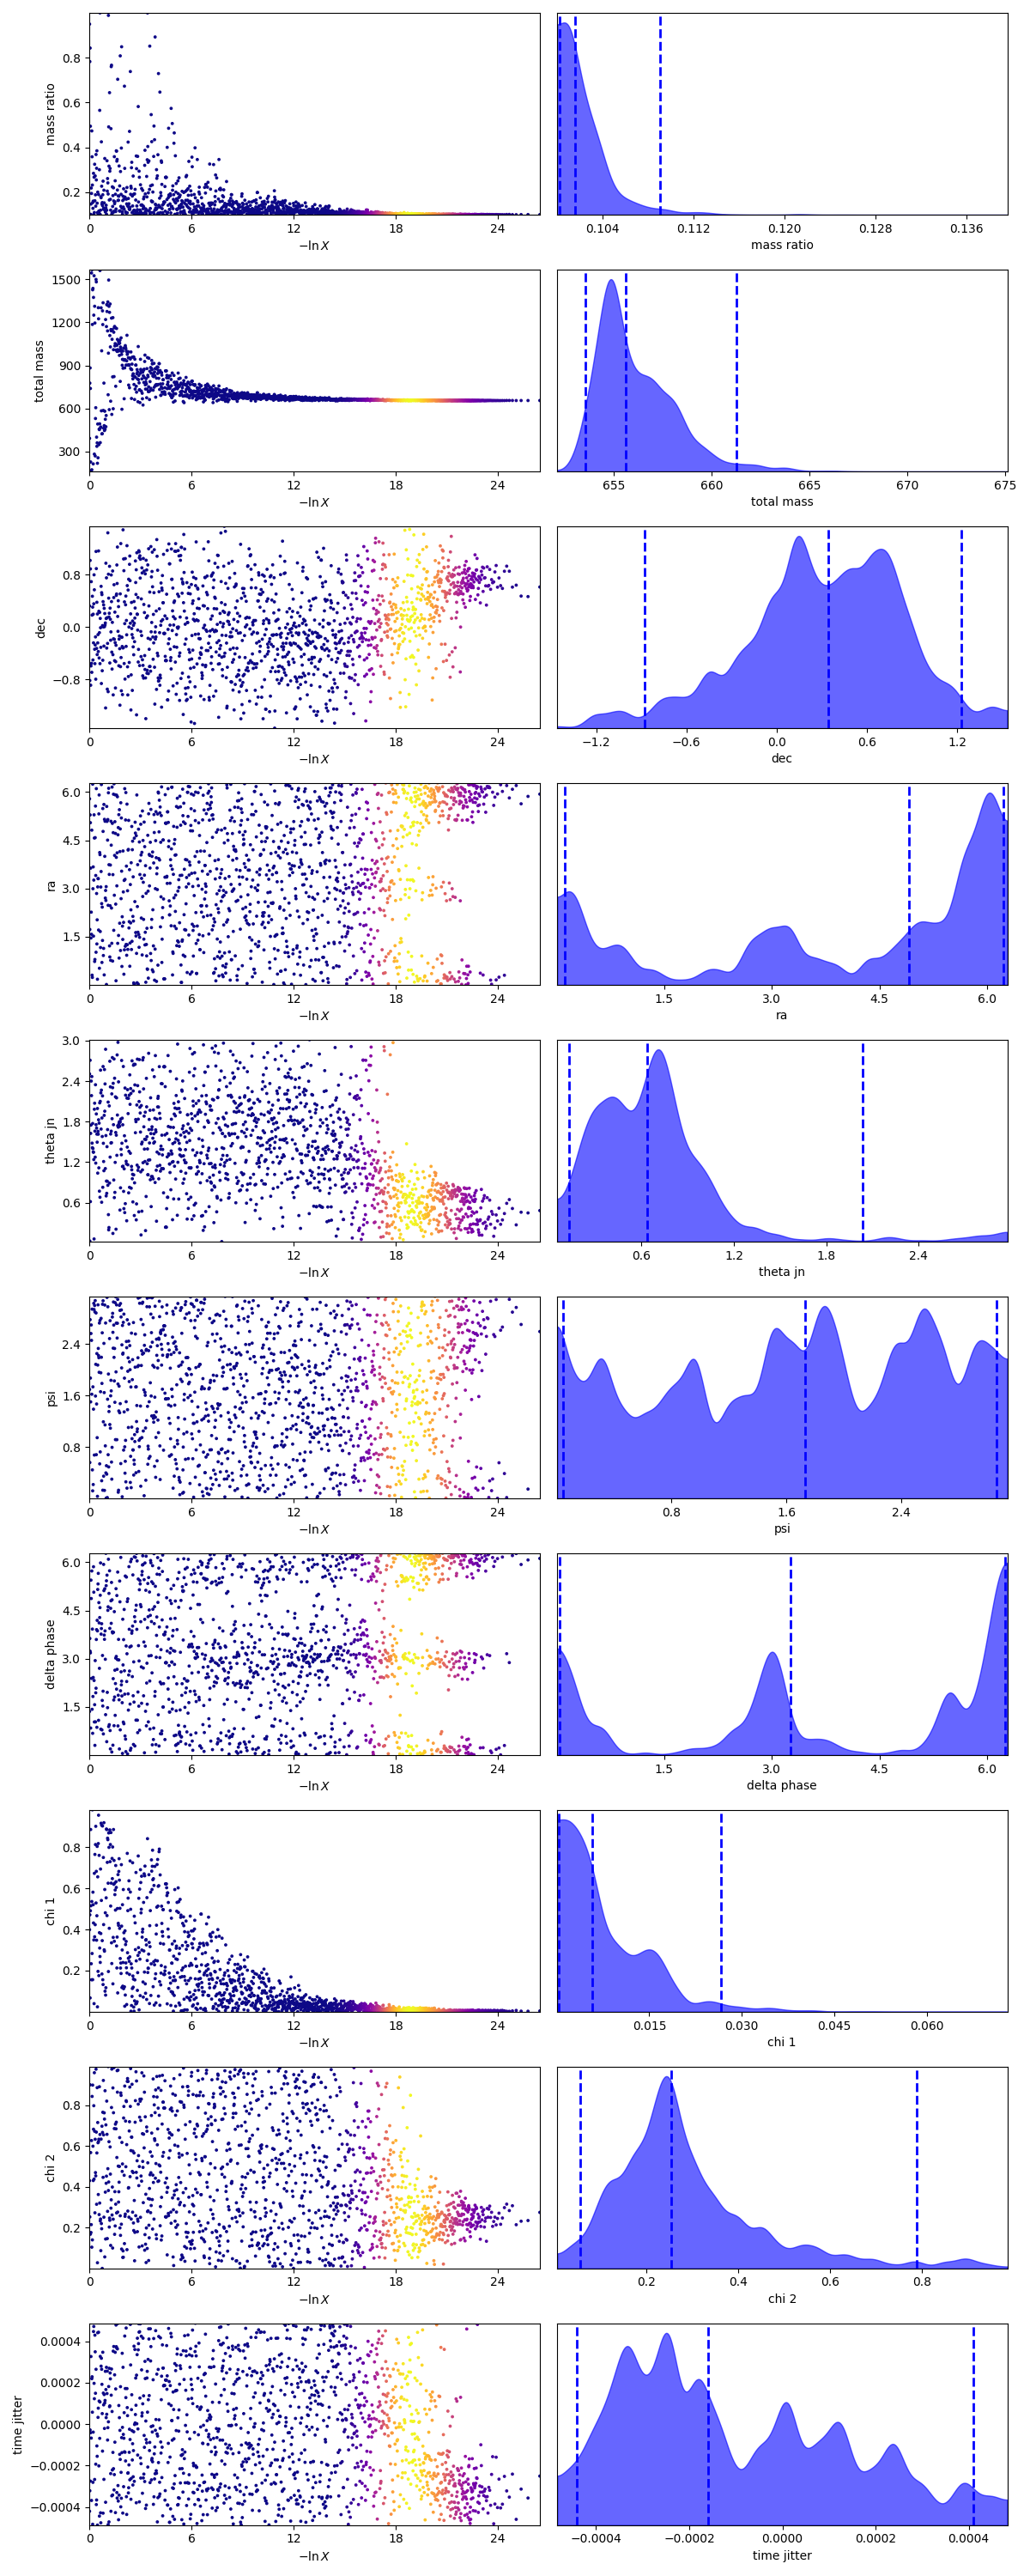 0.8
0.6
0.4
0.2
mass ratio
0 6 12 18 24
−ln X
0.104 0.112 0.120 0.128 0.136
mass ratio
1500
1200
900
600
300
total mass
0 6 12 18 24
−ln X
655 660 665 670 675
total mass
0.8
0.0
−0.8
dec
0 6 12 18 24
−ln X
−1.2 −0.6 0.0 0.6 1.2
dec
6.0
4.5
3.0
1.5
ra
0 6 12 18 24
−ln X
1.5 3.0 4.5 6.0
ra
3.0
2.4
1.8
1.2
0.6
theta jn
0 6 12 18 24
−ln X
0.6 1.2 1.8 2.4
theta jn
2.4
1.6
0.8
psi
0 6 12 18 24
−ln X
0.8 1.6 2.4
psi
6.0
4.5
3.0
1.5
delta phase
0 6 12 18 24
−ln X
1.5 3.0 4.5 6.0
delta phase
0.8
0.6
0.4
0.2
chi 1
0 6 12 18 24
−ln X
0.015 0.030 0.045 0.060
chi 1
0.8
0.6
0.4
0.2
chi 2
0 6 12 18 24
−ln X
0.2 0.4 0.6 0.8
chi 2
0.0004
0.0002
0.0000
−0.0002
−0.0004
time jitter
0 6 12 18 24
−ln X
−0.0004 −0.0002 0.0000 0.0002 0.0004
time jitter